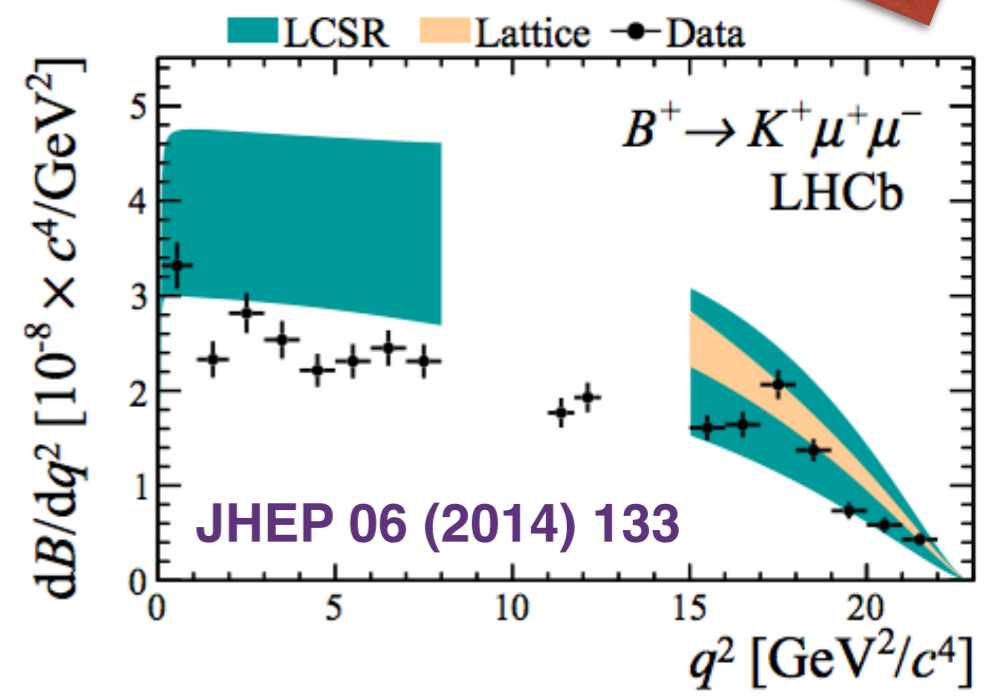 LCSR Lattice Data
B⁺ → K⁺ μ⁺ μ⁻
LHCb
dB/dq² [10⁻⁸ × c⁴/GeV²]
5
4
3
2
1
0
JHEP 06 (2014) 133
0 5 10 15 20
q² [GeV²/c⁴]